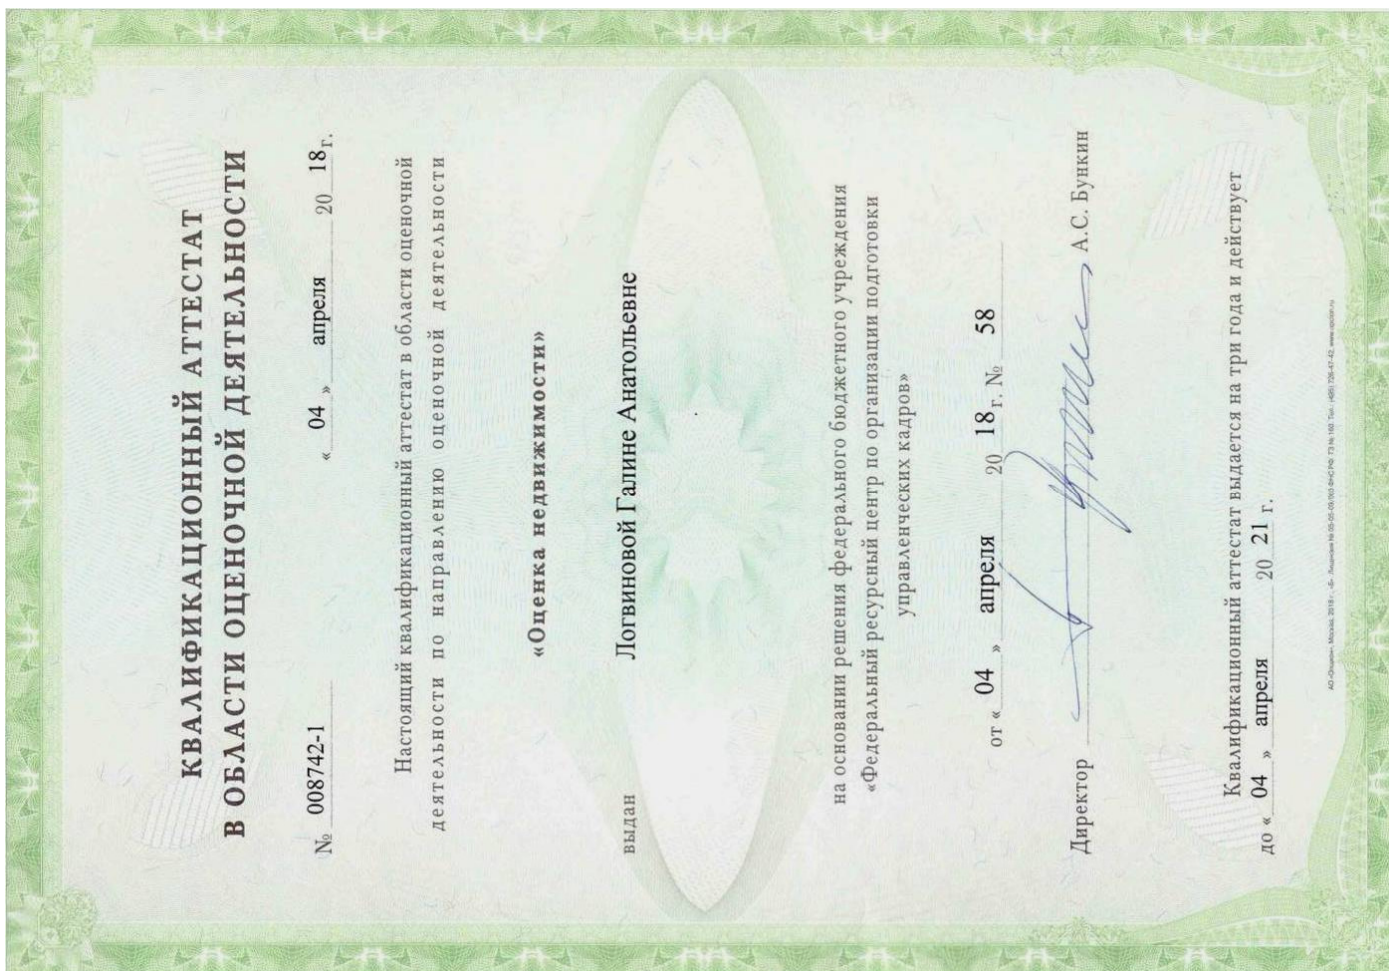 КВАЛИФИКАЦИОННЫЙ АТТЕСТАТ
В ОБЛАСТИ ОЦЕНОЧНОЙ ДЕЯТЕЛЬНОСТИ
№ 008742-1 « 04 » апреля 20 18 г.
Настоящий квалификационный аттестат в области оценочной
деятельности по направлению оценочной деятельности
«Оценка недвижимости»
выдан Логвиновой Галине Анатольевне
на основании решения федерального бюджетного учреждения
«Федеральный ресурсный центр по организации подготовки
управленческих кадров»
от « 04 » апреля 20 18 г. № 58
Директор А.С. Бункин
Квалификационный аттестат выдается на три года и действует
до « 04 » апреля 20 21 г.